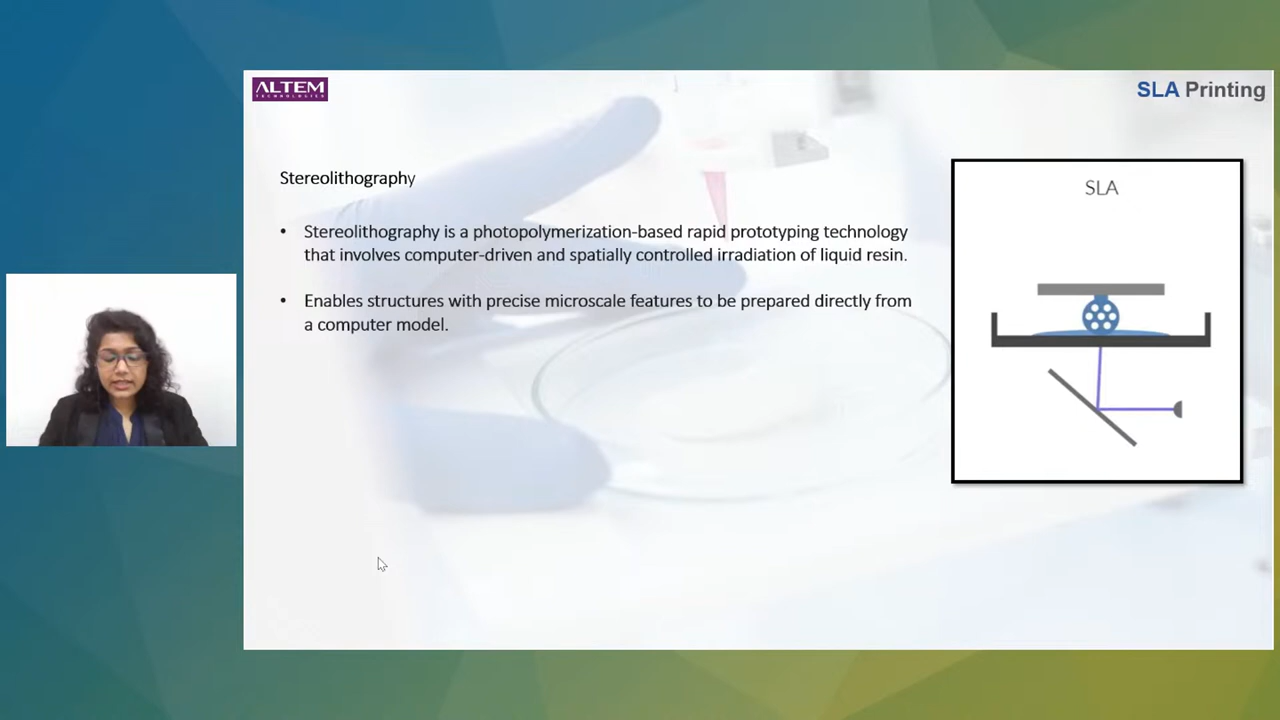 ALTEM
TECHNOLOGIES
SLA Printing
Stereolithography
• Stereolithography is a photopolymerization-based rapid prototyping technology
that involves computer-driven and spatially controlled irradiation of liquid resin.
• Enables structures with precise microscale features to be prepared directly from
a computer model.
SLA